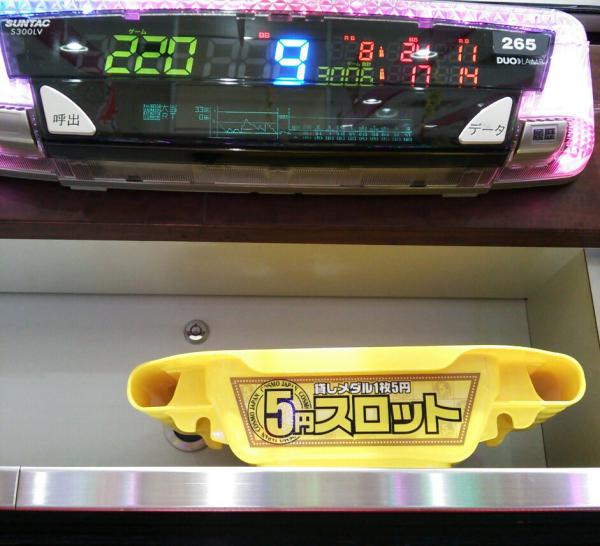 SUNTAC
S300LV
ゲーム
220
BB
9
RB
8
2
11
3006
17
14
265
DUO LAMP
呼出
データ
履歴
貸しメダル1枚5円
5円スロット
COSMO JAPAN